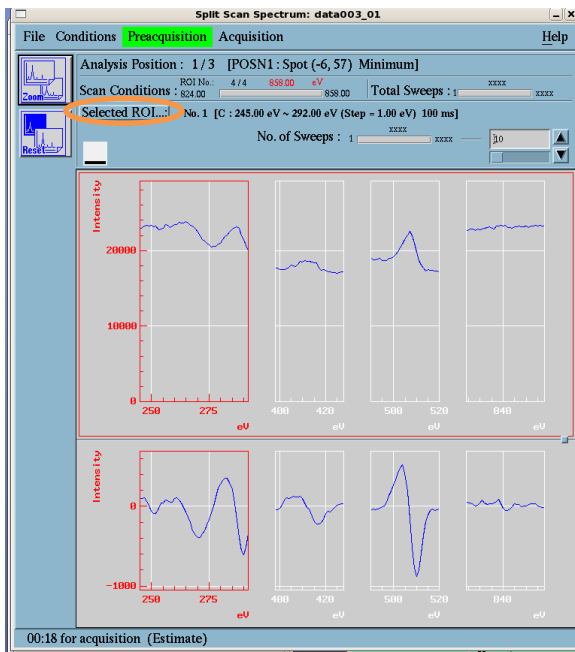 Split Scan Spectrum: data003_01
File Conditions Preacquisition Acquisition Help
Zoom
Analysis Position : 1 / 3 [POSN1 : Spot (-6, 57) Minimum]
Scan Conditions : ROI No.: 4/4 858.00 eV 824.00 858.00 Total Sweeps : 1 xxxx xxxx
Reset
Selected ROI...: No. 1 [C : 245.00 eV ~ 292.00 eV (Step = 1.00 eV) 100 ms]
No. of Sweeps : 1 xxxx xxxx 10
Intensity
20000
10000
0
250 275 400 420 500 520 840
eV eV eV eV
Intensity
0
-1000
250 275 400 420 500 520 840
eV eV eV eV
00:18 for acquisition (Estimate)